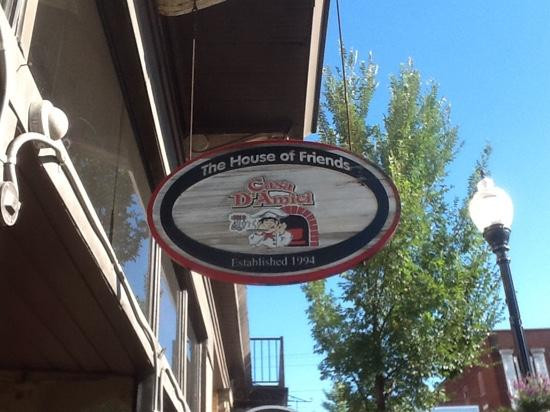 The House of Friends
Casa
D'Amici
Established 1994